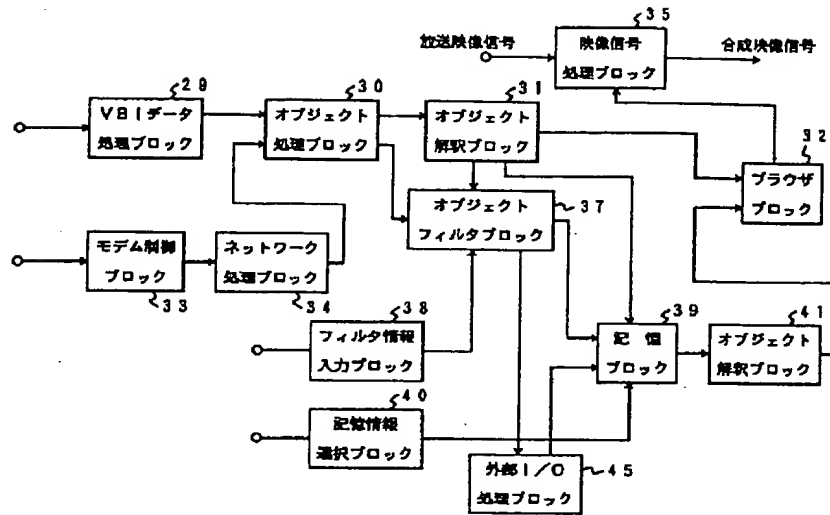 35
放送映像信号
映像信号
処理ブロック
合成映像信号
29
VBIデータ
処理ブロック
30
オブジェクト
処理ブロック
31
オブジェクト
解釈ブロック
32
ブラウザ
ブロック
オブジェクト
フィルタブロック
37
モデム制御
ブロック
33
ネットワーク
処理ブロック
34
38
フィルタ情報
入力ブロック
39
記憶
ブロック
41
オブジェクト
解釈ブロック
40
記憶情報
選択ブロック
外部I/O
処理ブロック
45